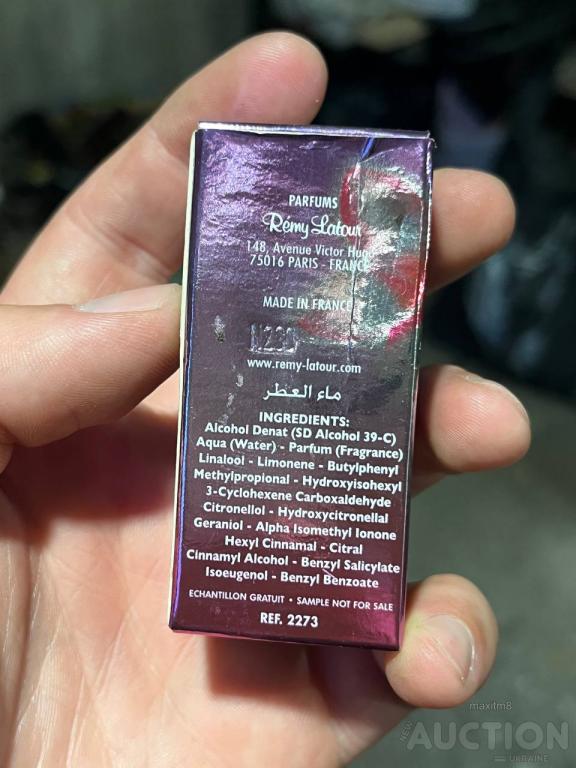 PARFUMS
Rémy Latour
148, Avenue Victor Hugo
75016 PARIS - FRANCE
MADE IN FRANCE
www.remy-latour.com
ماء العطر
INGREDIENTS:
Alcohol Denat (SD Alcohol 39-C)
Aqua (Water) - Parfum (Fragrance)
Linalool - Limonene - Butylphenyl
Methylpropional - Hydroxyisohexyl
3-Cyclohexene Carboxaldehyde
Citronellol - Hydroxycitronellal
Geraniol - Alpha Isomethyl Ionone
Hexyl Cinnamal - Citral
Cinnamyl Alcohol - Benzyl Salicylate
Isoeugenol - Benzyl Benzoate
ECHANTILLON GRATUIT • SAMPLE NOT FOR SALE
REF. 2273
maxitm8
NEW AUCTION
UKRAINE